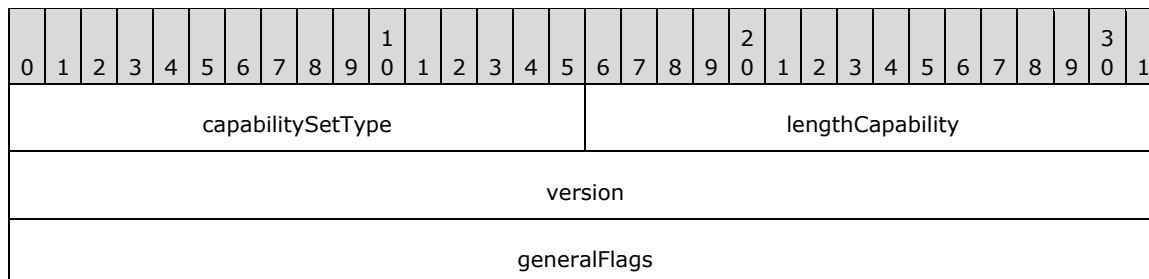 1 2 3
0 1 2 3 4 5 6 7 8 9 0 1 2 3 4 5 6 7 8 9 0 1 2 3 4 5 6 7 8 9 0 1
capabilitySetType lengthCapability
version
generalFlags